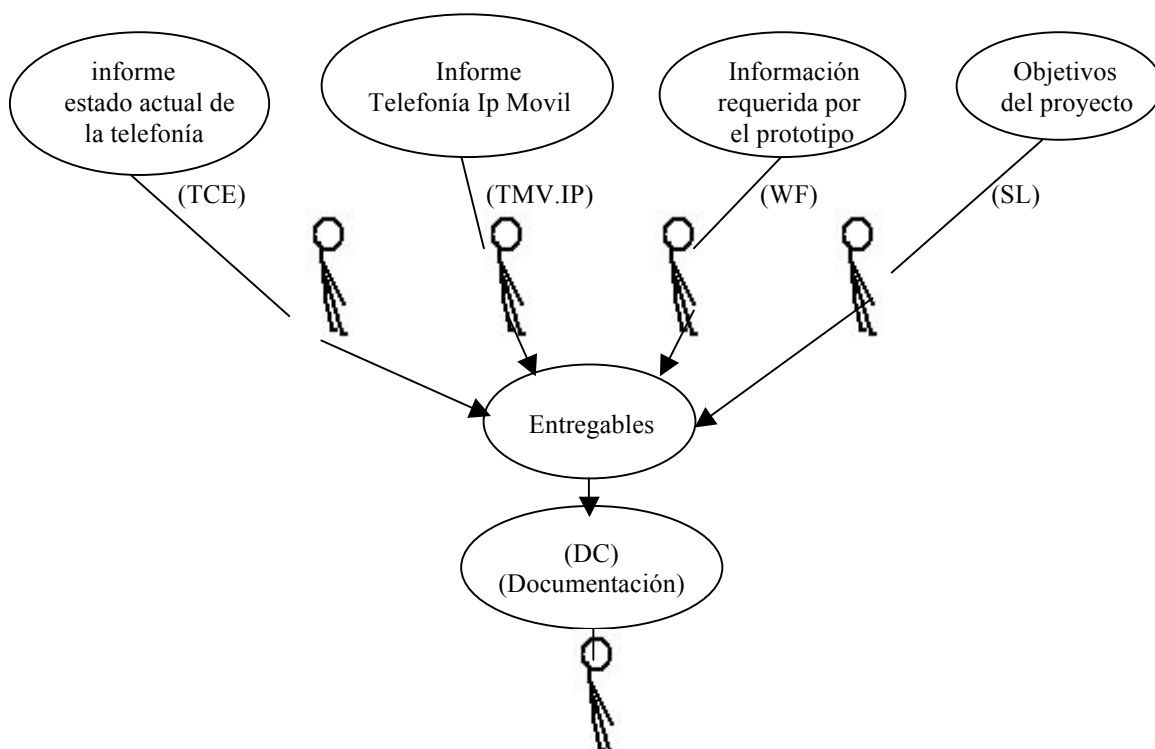 informe
estado actual de
la telefonía
Informe
Telefonía Ip Movil
Información
requerida por
el prototipo
Objetivos
del proyecto
(TCE)
(TMV.IP)
(WF)
(SL)
Entregables
(DC)
(Documentación)